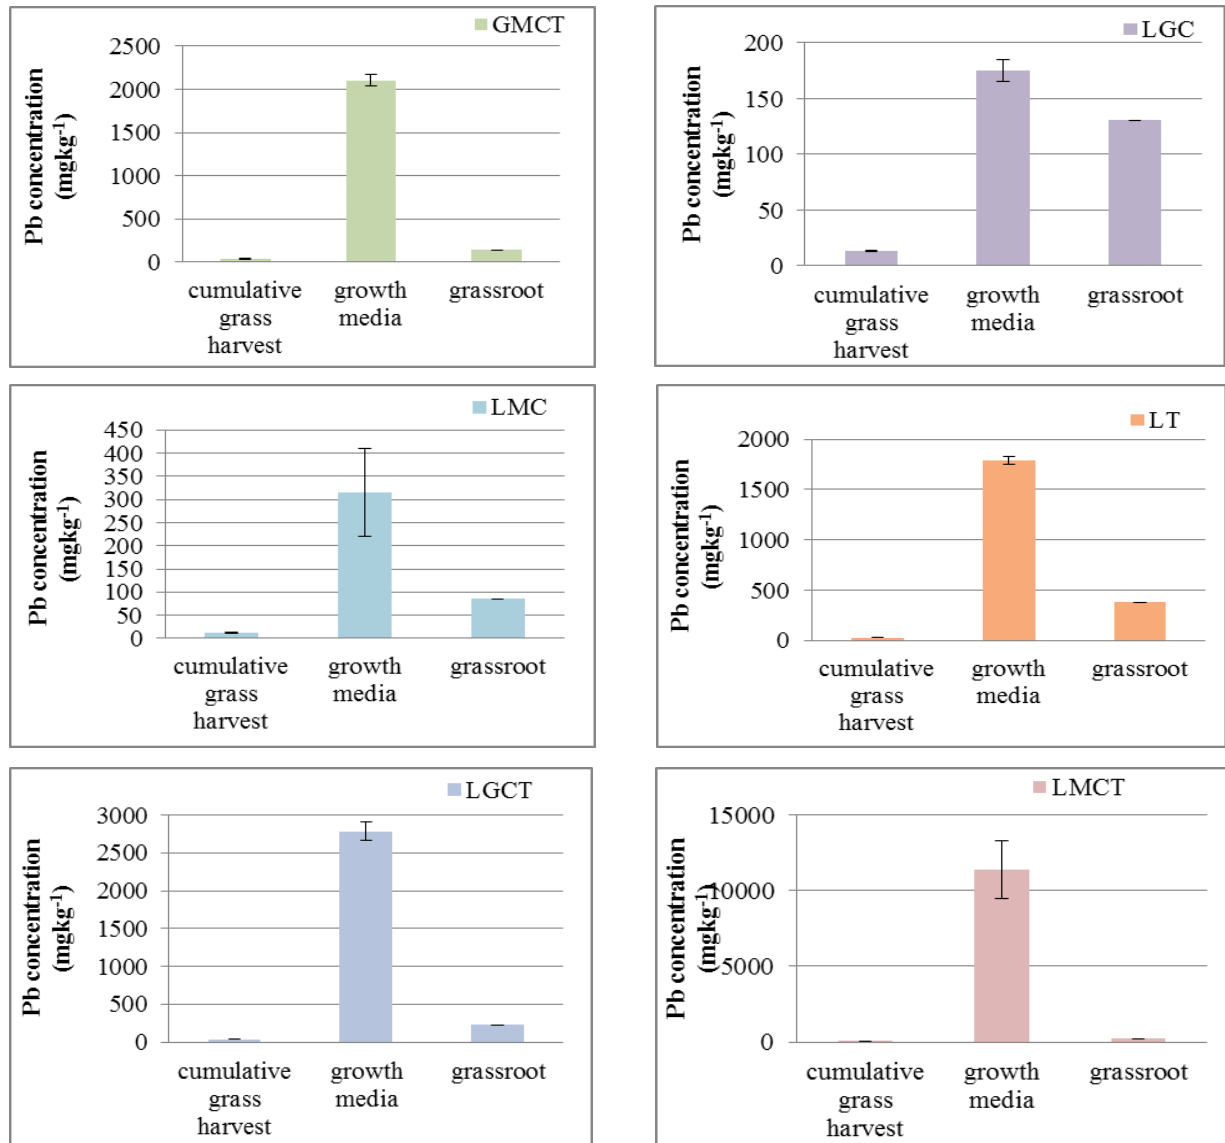 GMCT
Pb concentration
(mgkg-1)
2500
2000
1500
1000
500
0
cumulative
grass
harvest
growth
media
grassroot
LGC
Pb concentration
(mgkg-1)
200
150
100
50
0
cumulative
grass
harvest
growth
media
grassroot
LMC
Pb concentration
(mgkg-1)
450
400
350
300
250
200
150
100
50
0
cumulative
grass
harvest
growth
media
grassroot
LT
Pb concentration
(mgkg-1)
2000
1500
1000
500
0
cumulative
grass
harvest
growth
media
grassroot
LGCT
Pb concentration
(mgkg-1)
3000
2500
2000
1500
1000
500
0
cumulative
grass
harvest
growth
media
grassroot
LMCT
Pb concentration
(mgkg-1)
15000
10000
5000
0
cumulative
grass
harvest
growth
media
grassroot